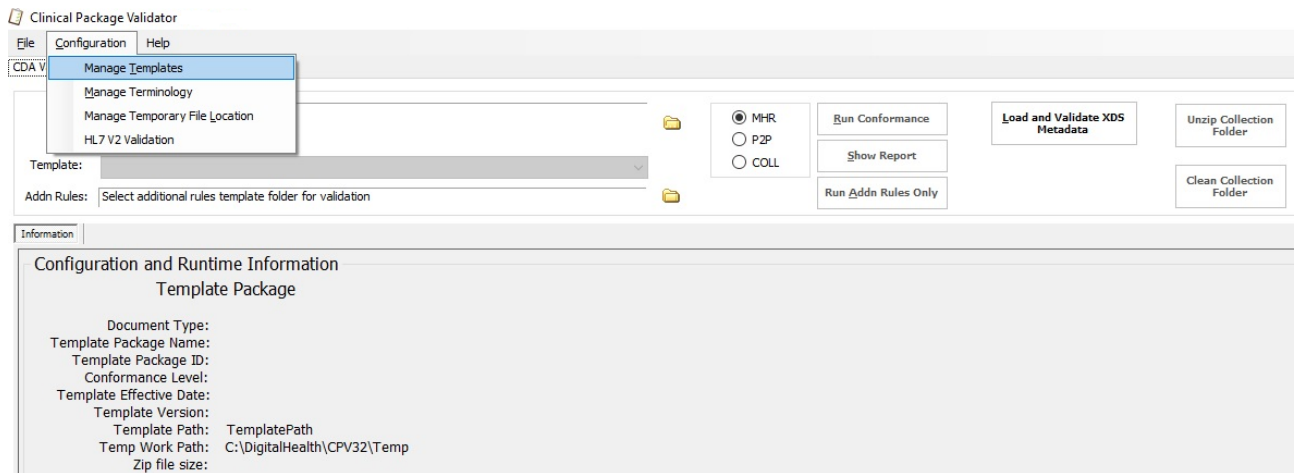 Clinical Package Validator
File Configuration Help
CDA V
Manage Templates
Manage Terminology
Manage Temporary File Location
HL7 V2 Validation
Template:
Addn Rules: Select additional rules template folder for validation
MHR
P2P
COLL
Run Conformance
Show Report
Run Addn Rules Only
Load and Validate XDS
Metadata
Unzip Collection
Folder
Clean Collection
Folder
Information
Configuration and Runtime Information
Template Package
Document Type:
Template Package Name:
Template Package ID:
Conformance Level:
Template Effective Date:
Template Version:
Template Path: TemplatePath
Temp Work Path: C:\DigitalHealth\CPV32\Temp
Zip file size: